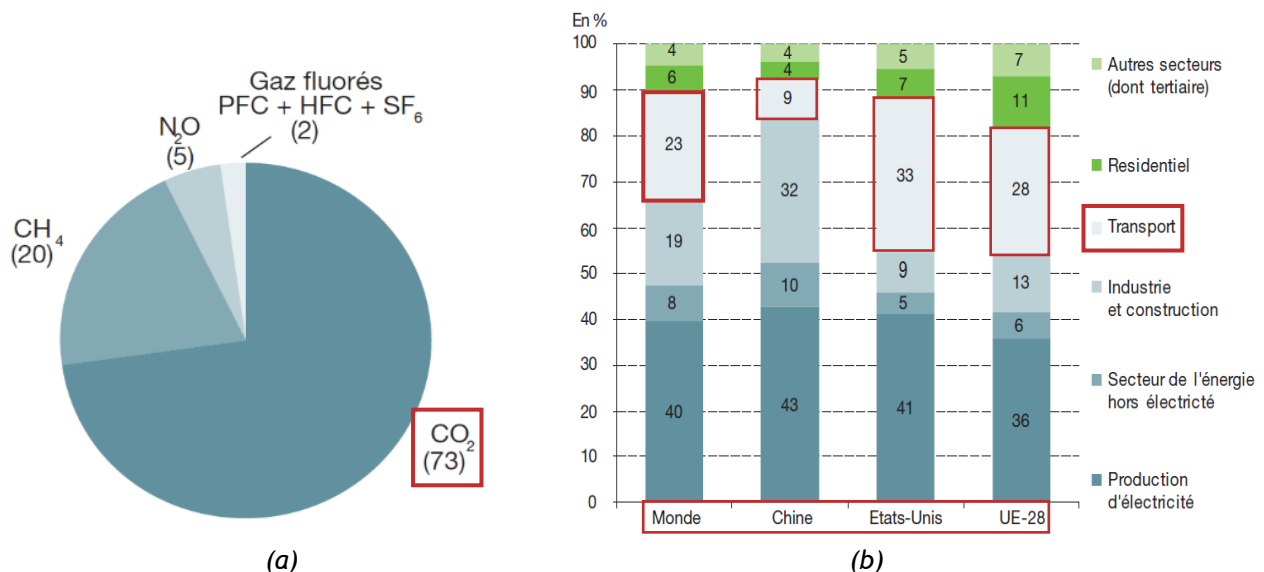 Gaz fluorés
PFC + HFC + SF6
(2)
N2O
(5)
CH4
(20)
CO2
(73)
(a)
En %
100
90
80
70
60
50
40
30
20
10
0
4
6
23
19
8
40
4
4
9
32
10
43
5
7
33
9
5
41
7
11
28
13
6
36
Monde
Chine
Etats-Unis
UE-28
Autres secteurs
(dont tertiaire)
Residentiel
Transport
Industrie
et construction
Secteur de l'énergie
hors électricté
Production
d'électricité
(b)